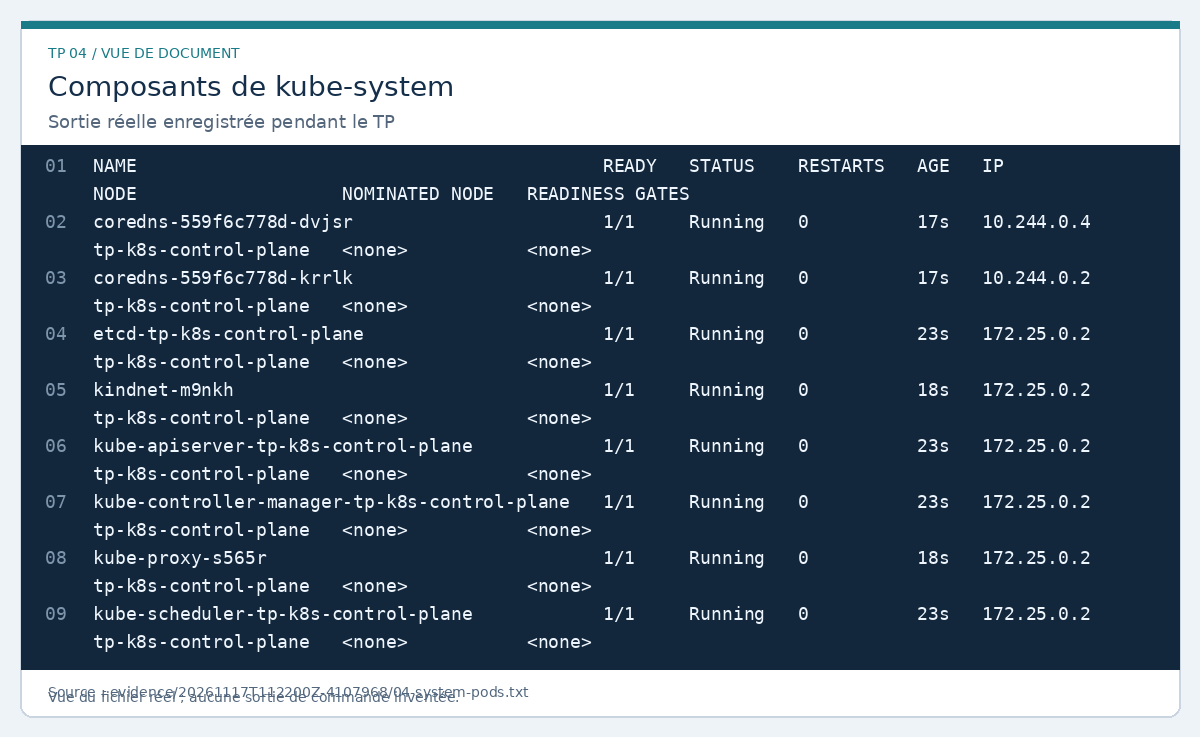 TP 04 / VUE DE DOCUMENT
Composants de kube-system
Sortie réelle enregistrée pendant le TP
01 NAME READY STATUS RESTARTS AGE IP
NODE NOMINATED NODE READINESS GATES
02 coredns-559f6c778d-dvjsr 1/1 Running 0 17s 10.244.0.4
tp-k8s-control-plane <none> <none>
03 coredns-559f6c778d-krrlk 1/1 Running 0 17s 10.244.0.2
tp-k8s-control-plane <none> <none>
04 etcd-tp-k8s-control-plane 1/1 Running 0 23s 172.25.0.2
tp-k8s-control-plane <none> <none>
05 kindnet-m9nkh 1/1 Running 0 18s 172.25.0.2
tp-k8s-control-plane <none> <none>
06 kube-apiserver-tp-k8s-control-plane 1/1 Running 0 23s 172.25.0.2
tp-k8s-control-plane <none> <none>
07 kube-controller-manager-tp-k8s-control-plane 1/1 Running 0 23s 172.25.0.2
tp-k8s-control-plane <none> <none>
08 kube-proxy-s565r 1/1 Running 0 18s 172.25.0.2
tp-k8s-control-plane <none> <none>
09 kube-scheduler-tp-k8s-control-plane 1/1 Running 0 23s 172.25.0.2
tp-k8s-control-plane <none> <none>
Source : evidence/20261117T112200Z-4107968/04-system-pods.txt
Vue du fichier réel ; aucune sortie de commande inventée.